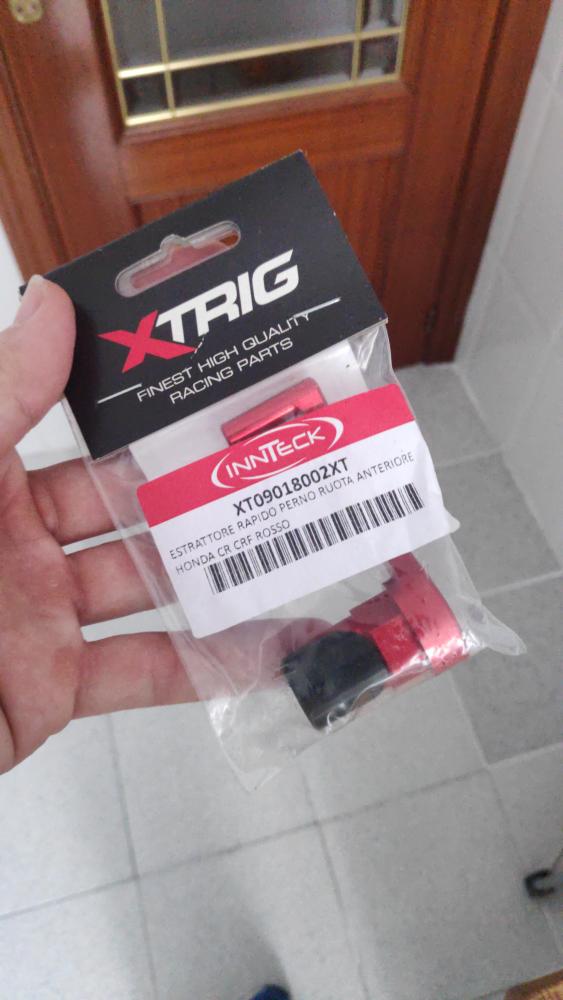 XTRIG
FINEST HIGH QUALITY
RACING PARTS
INNTECK
XT09018002XT
ESTRATTORE RAPIDO PERNO RUOTA ANTERIORE
HONDA CR CRF ROSSO